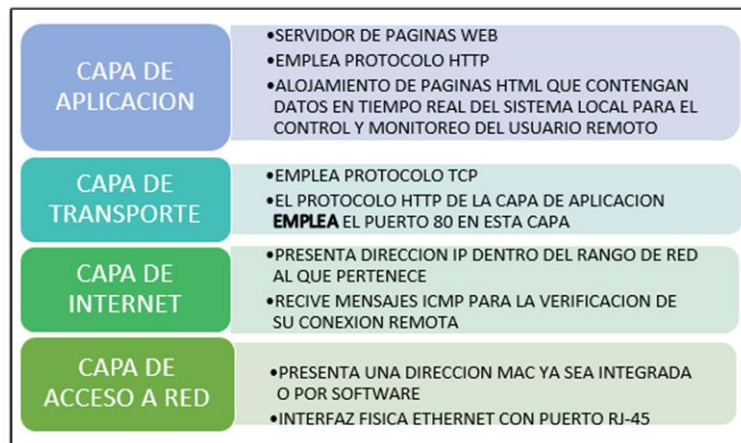 CAPA DE
APLICACION
•SERVIDOR DE PAGINAS WEB
•EMPLEA PROTOCOLO HTTP
•ALOJAMIENTO DE PAGINAS HTML QUE CONTENGAN
DATOS EN TIEMPO REAL DEL SISTEMA LOCAL PARA EL
CONTROL Y MONITOREO DEL USUARIO REMOTO
CAPA DE
TRANSPORTE
•EMPLEA PROTOCOLO TCP
•EL PROTOCOLO HTTP DE LA CAPA DE APLICACION
EMPLEA EL PUERTO 80 EN ESTA CAPA
CAPA DE
INTERNET
•PRESENTA DIRECCION IP DENTRO DEL RANGO DE RED
AL QUE PERTENECE
•RECIVE MENSAJES ICMP PARA LA VERIFICACION DE
SU CONEXION REMOTA
CAPA DE
ACCESO A RED
•PRESENTA UNA DIRECCION MAC YA SEA INTEGRADA
O POR SOFTWARE
•INTERFAZ FISICA ETHERNET CON PUERTO RJ-45